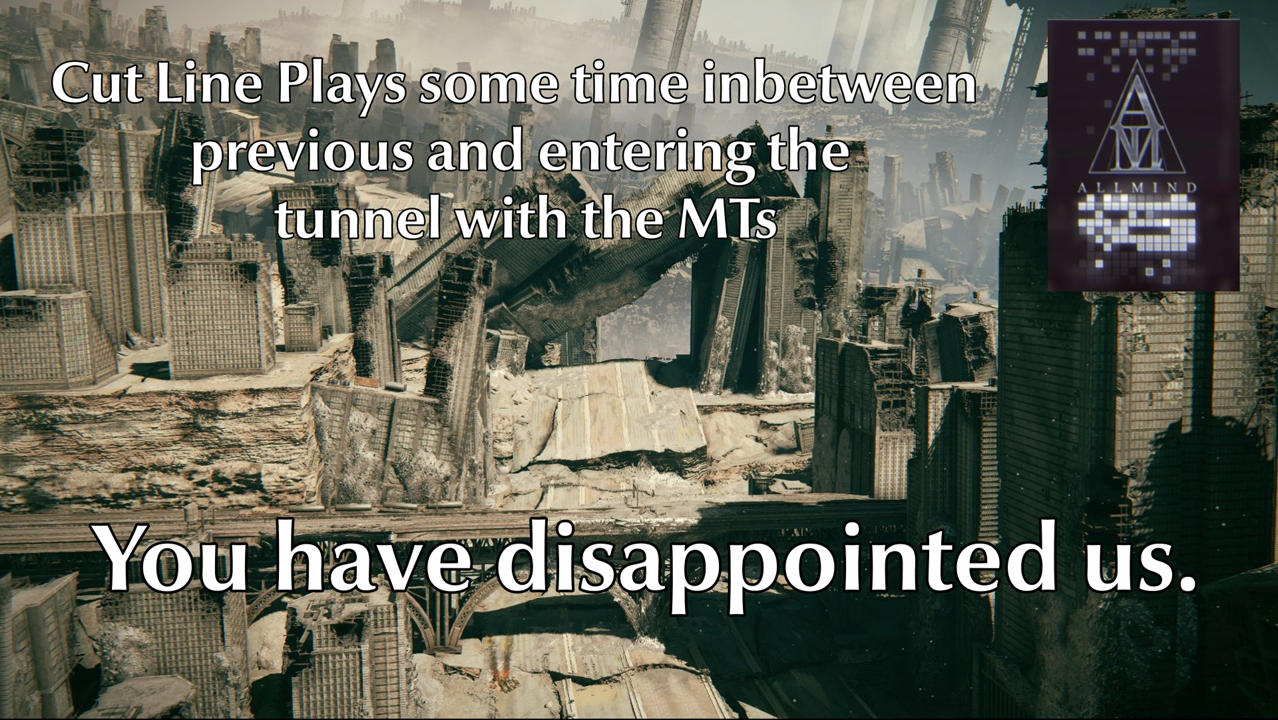 Cut Line Plays some time inbetween
previous and entering the
tunnel with the MTs
ALLMIND
You have disappointed us.